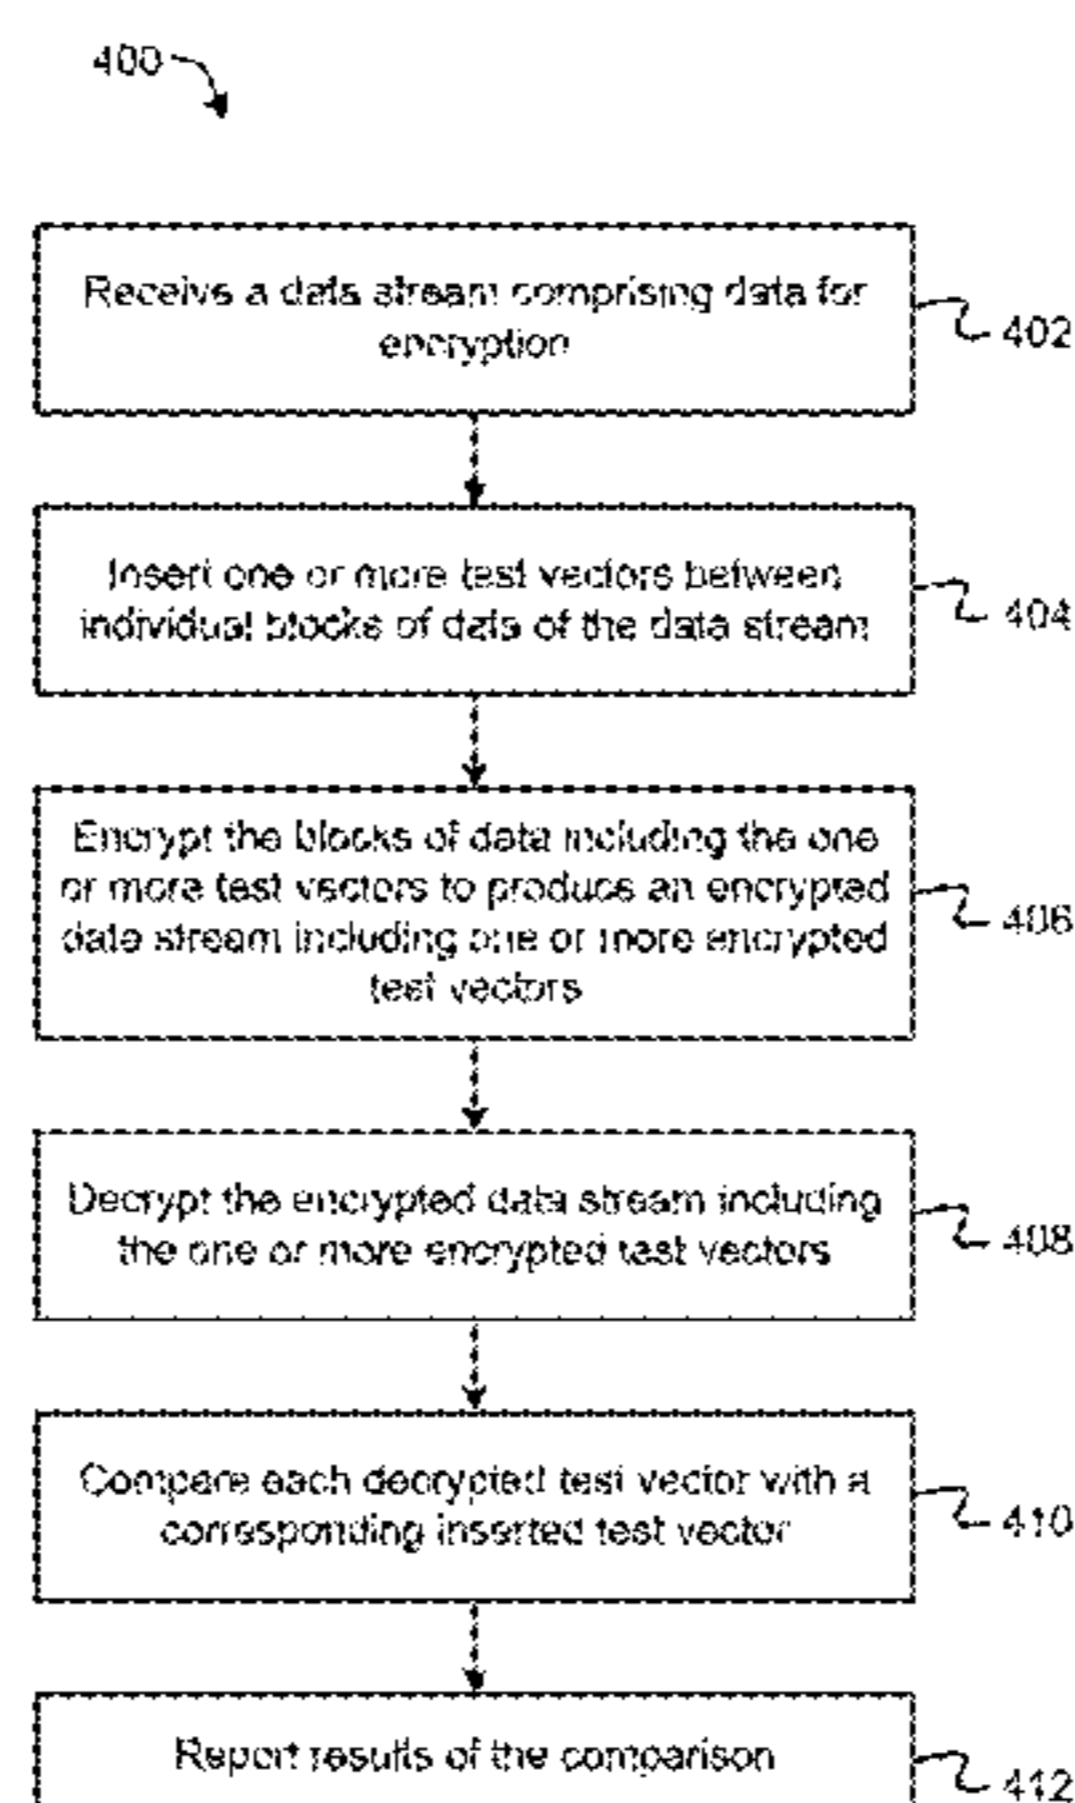 400
Receive a data stream comprising data for
encryption
402
Insert one or more test vectors between
individual blocks of data of the data stream
404
Encrypt the blocks of data including the one
or more test vectors to produce an encrypted
data stream including one or more encrypted
test vectors
406
Decrypt the encrypted data stream including
the one or more encrypted test vectors
408
Compare each decrypted test vector with a
corresponding inserted test vector
410
Report results of the comparison
412